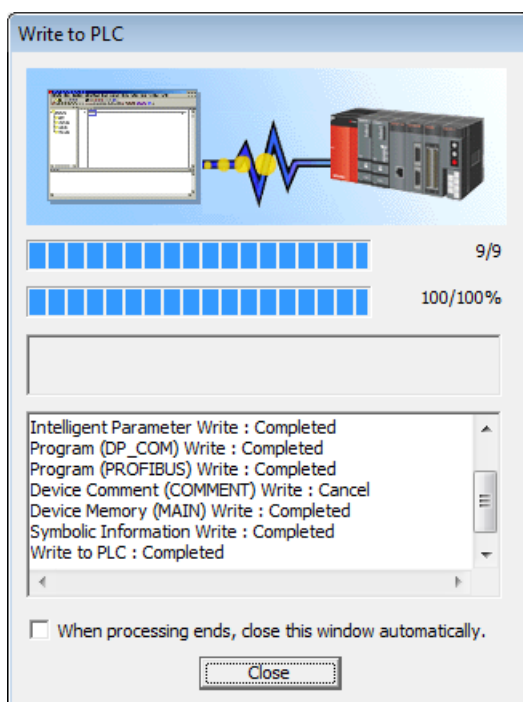 Write to PLC
9/9
100/100%
Intelligent Parameter Write : Completed
Program (DP_COM) Write : Completed
Program (PROFIBUS) Write : Completed
Device Comment (COMMENT) Write : Cancel
Device Memory (MAIN) Write : Completed
Symbolic Information Write : Completed
Write to PLC : Completed
When processing ends, close this window automatically.
Close